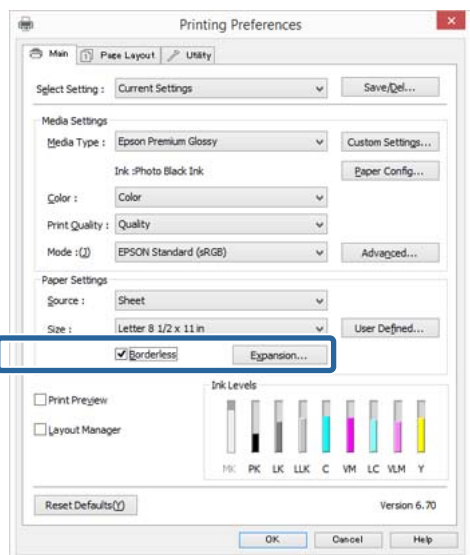 Printing Preferences
Main Page Layout Utility
Select Setting : Current Settings Save/Del...
Media Settings
Media Type : Epson Premium Glossy Custom Settings...
Ink :Photo Black Ink Paper Config...
Color : Color
Print Quality : Quality
Mode :(J) EPSON Standard (sRGB) Advanced...
Paper Settings
Source : Sheet
Size : Letter 8 1/2 x 11 in User Defined...
Borderless Expansion...
Ink Levels
Print Preview
Layout Manager
MK PK LK LLK C VM LC VLM Y
Reset Defaults(Y) Version 6.70
OK Cancel Help